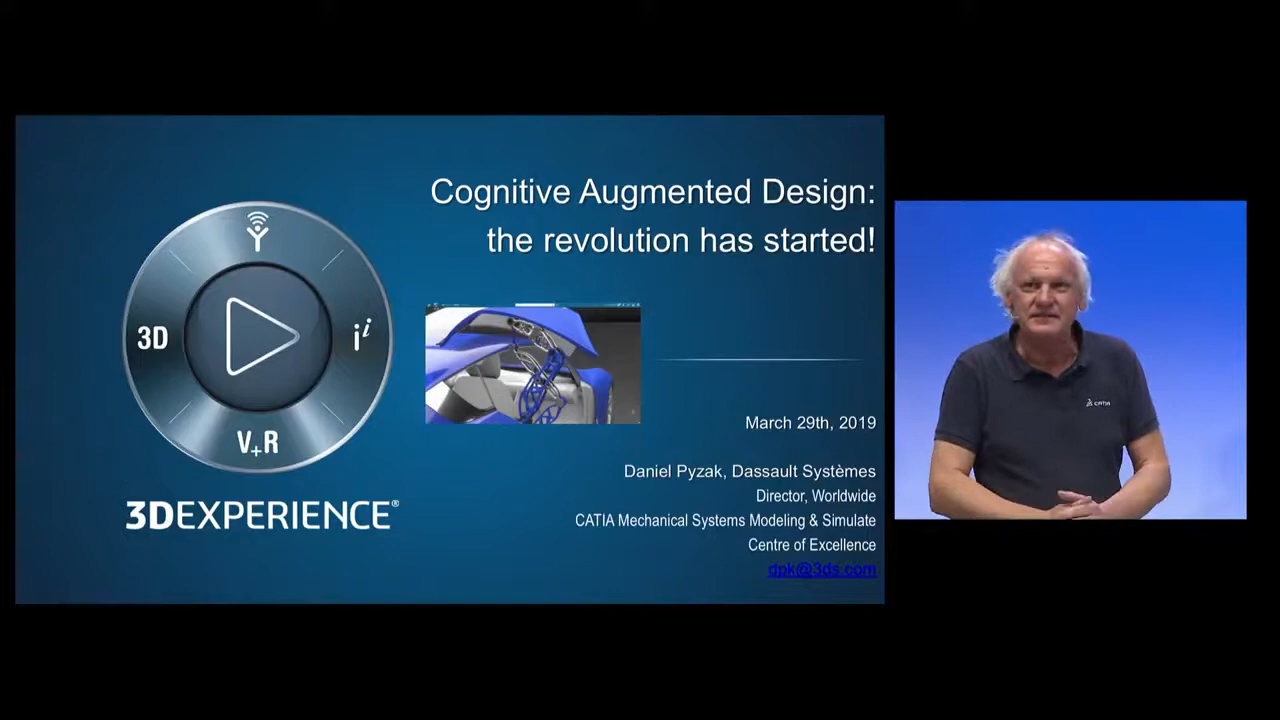 Cognitive Augmented Design:
the revolution has started!
3D
i i
V+R
3DEXPERIENCE®
March 29th, 2019
Daniel Pyzak, Dassault Systèmes
Director, Worldwide
CATIA Mechanical Systems Modeling & Simulate
Centre of Excellence
dpk@3ds.com
CATIA